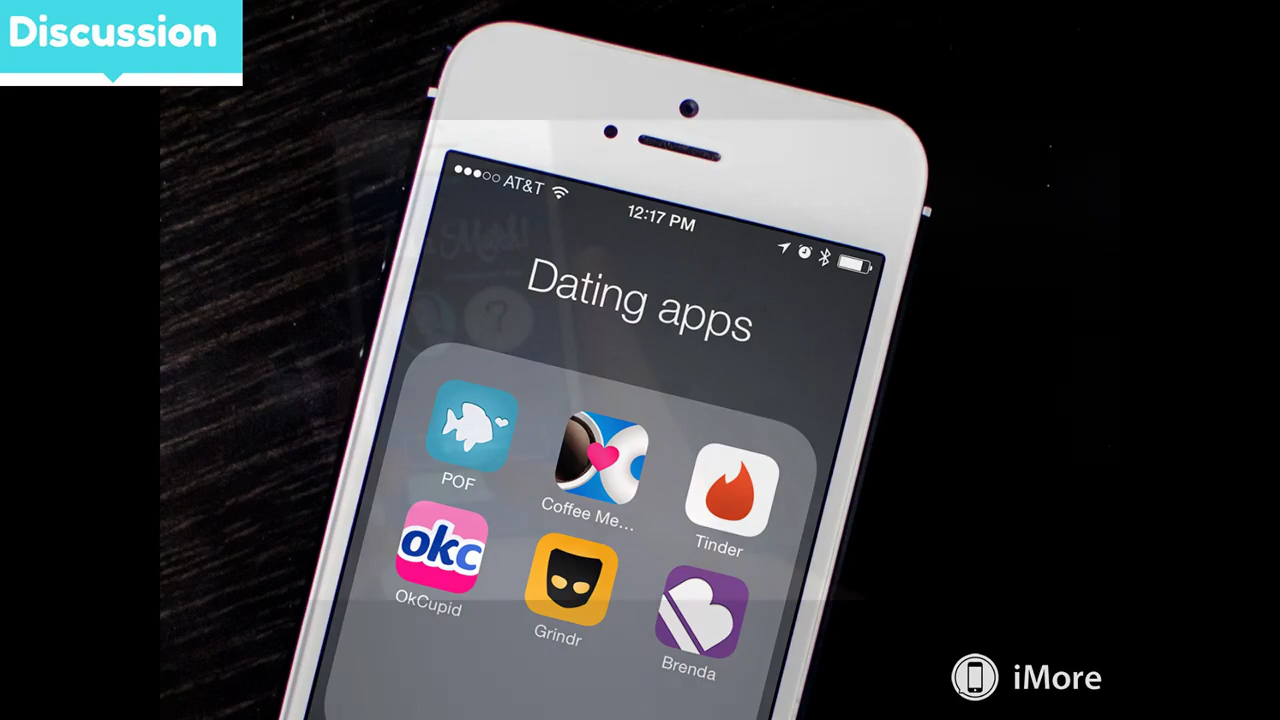 Discussion
AT&T
12:17 PM
Dating apps
POF
Coffee Me...
Tinder
okc
OkCupid
Grindr
Brenda
iMore